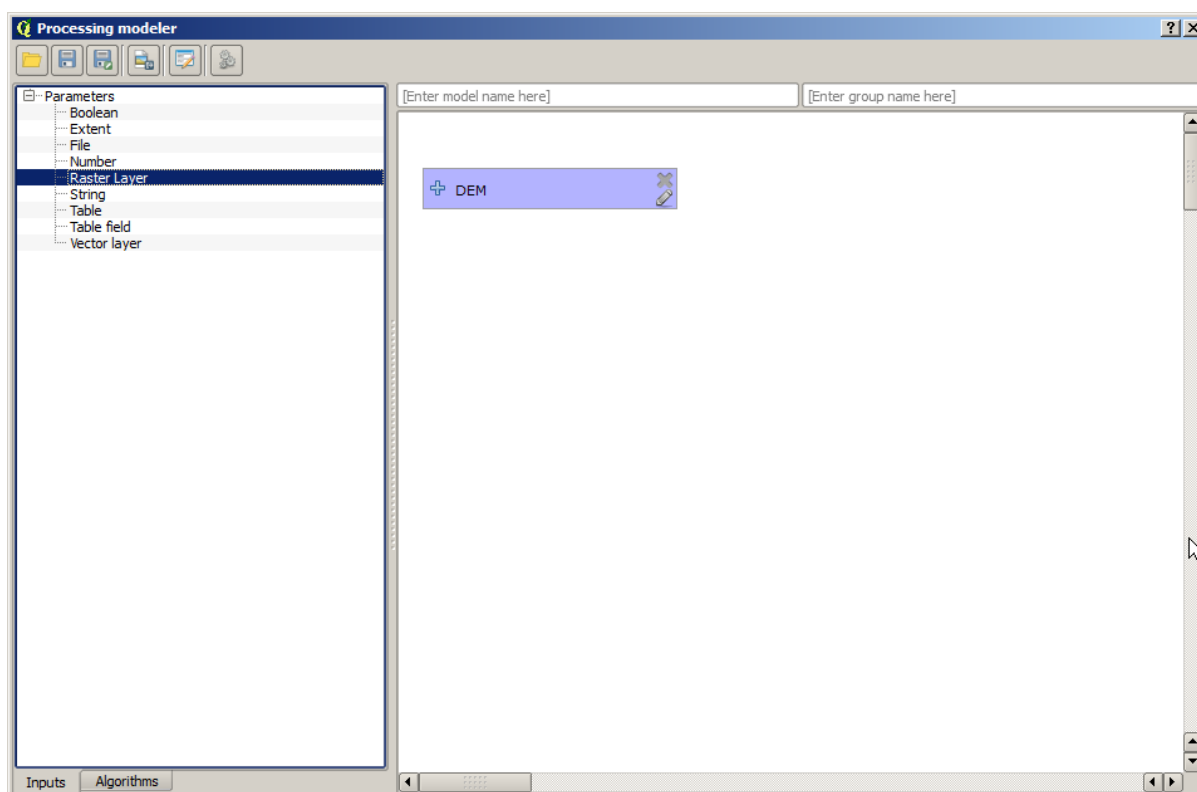 Processing modeler
[Enter model name here] [Enter group name here]
Parameters
Boolean
Extent
File
Number
Raster Layer
String
Table
Table field
Vector layer
DEM
Inputs Algorithms